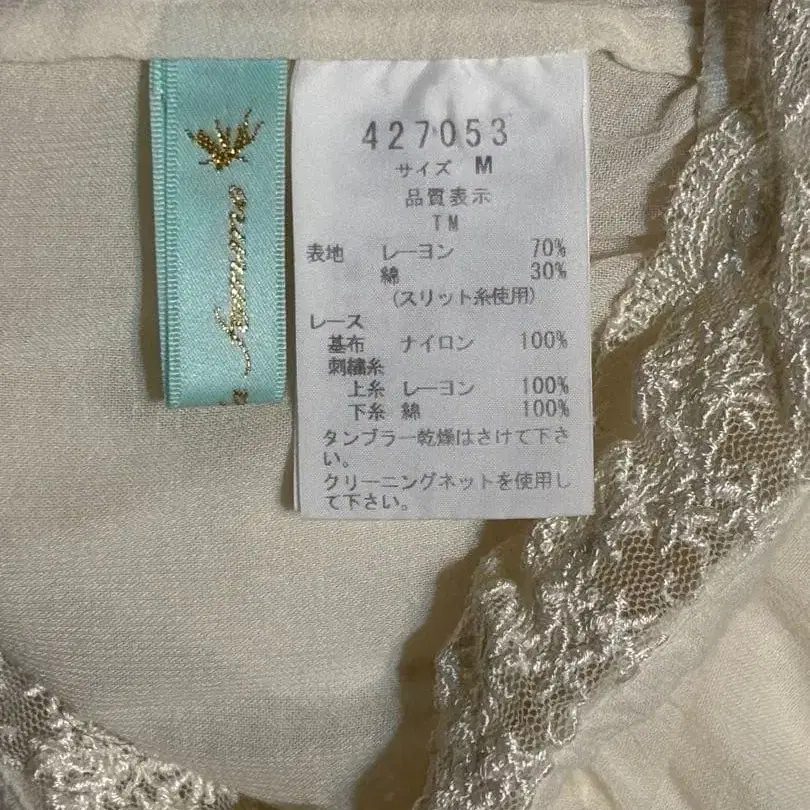 427053
サイズ M
品質表示
TM
表地 レーヨン 70%
綿 30%
(スリット糸使用)
レース
基布 ナイロン 100%
刺繍糸
上糸 レーヨン 100%
下糸 綿 100%
タンブラー乾燥はさけて下さ
い。
クリーニングネットを使用し
て下さい。